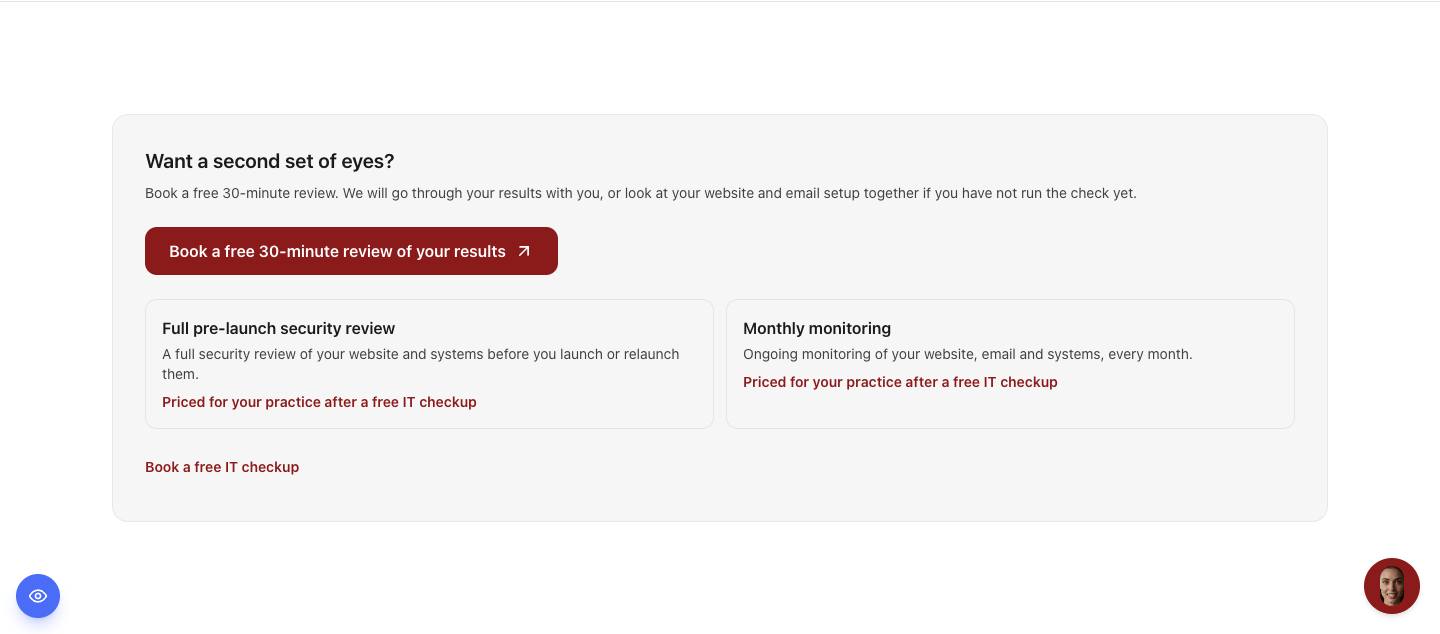 Want a second set of eyes?
Book a free 30-minute review. We will go through your results with you, or look at your website and email setup together if you have not run the check yet.
Book a free 30-minute review of your results
Full pre-launch security review
A full security review of your website and systems before you launch or relaunch
them.
Priced for your practice after a free IT checkup
Monthly monitoring
Ongoing monitoring of your website, email and systems, every month.
Priced for your practice after a free IT checkup
Book a free IT checkup